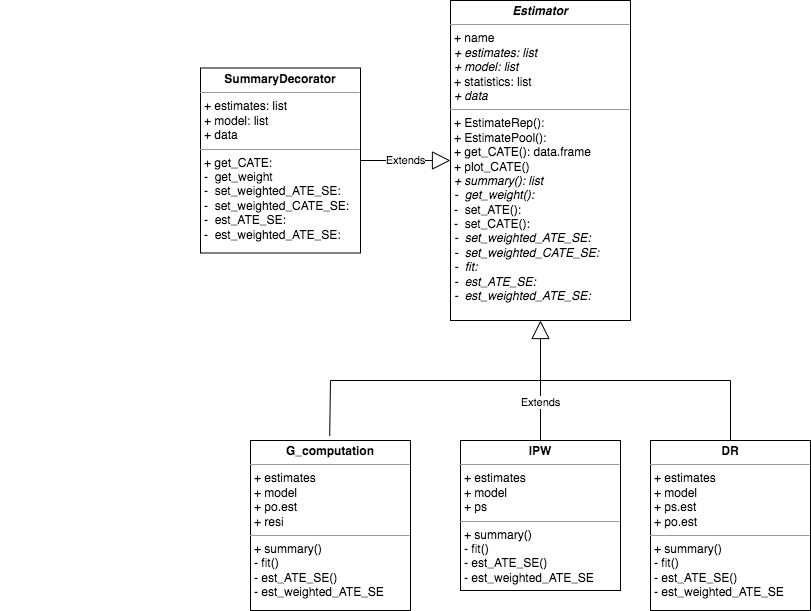 Estimator
+ name
+ estimates: list
+ model: list
+ statistics: list
+ data
+ EstimateRep():
+ EstimatePool():
+ get_CATE(): data.frame
+ plot_CATE()
+ summary(): list
- get_weight():
- set_ATE():
- set_CATE():
- set_weighted_ATE_SE:
- set_weighted_CATE_SE:
- fit:
- est_ATE_SE:
- est_weighted_ATE_SE:
SummaryDecorator
+ estimates: list
+ model: list
+ data
+ get_CATE:
- get_weight
- set_weighted_ATE_SE:
- set_weighted_CATE_SE:
- est_ATE_SE:
- est_weighted_ATE_SE:
Extends
Extends
G_computation
+ estimates
+ model
+ po.est
+ resi
+ summary()
- fit()
- est_ATE_SE()
- est_weighted_ATE_SE
IPW
+ estimates
+ model
+ ps
+ summary()
- fit()
- est_ATE_SE()
- est_weighted_ATE_SE
DR
+ estimates
+ model
+ ps.est
+ po.est
+ summary()
- fit()
- est_ATE_SE()
- est_weighted_ATE_SE